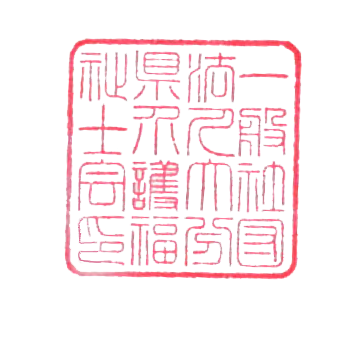 一般社団
法人大分
県介護福
祉士会印